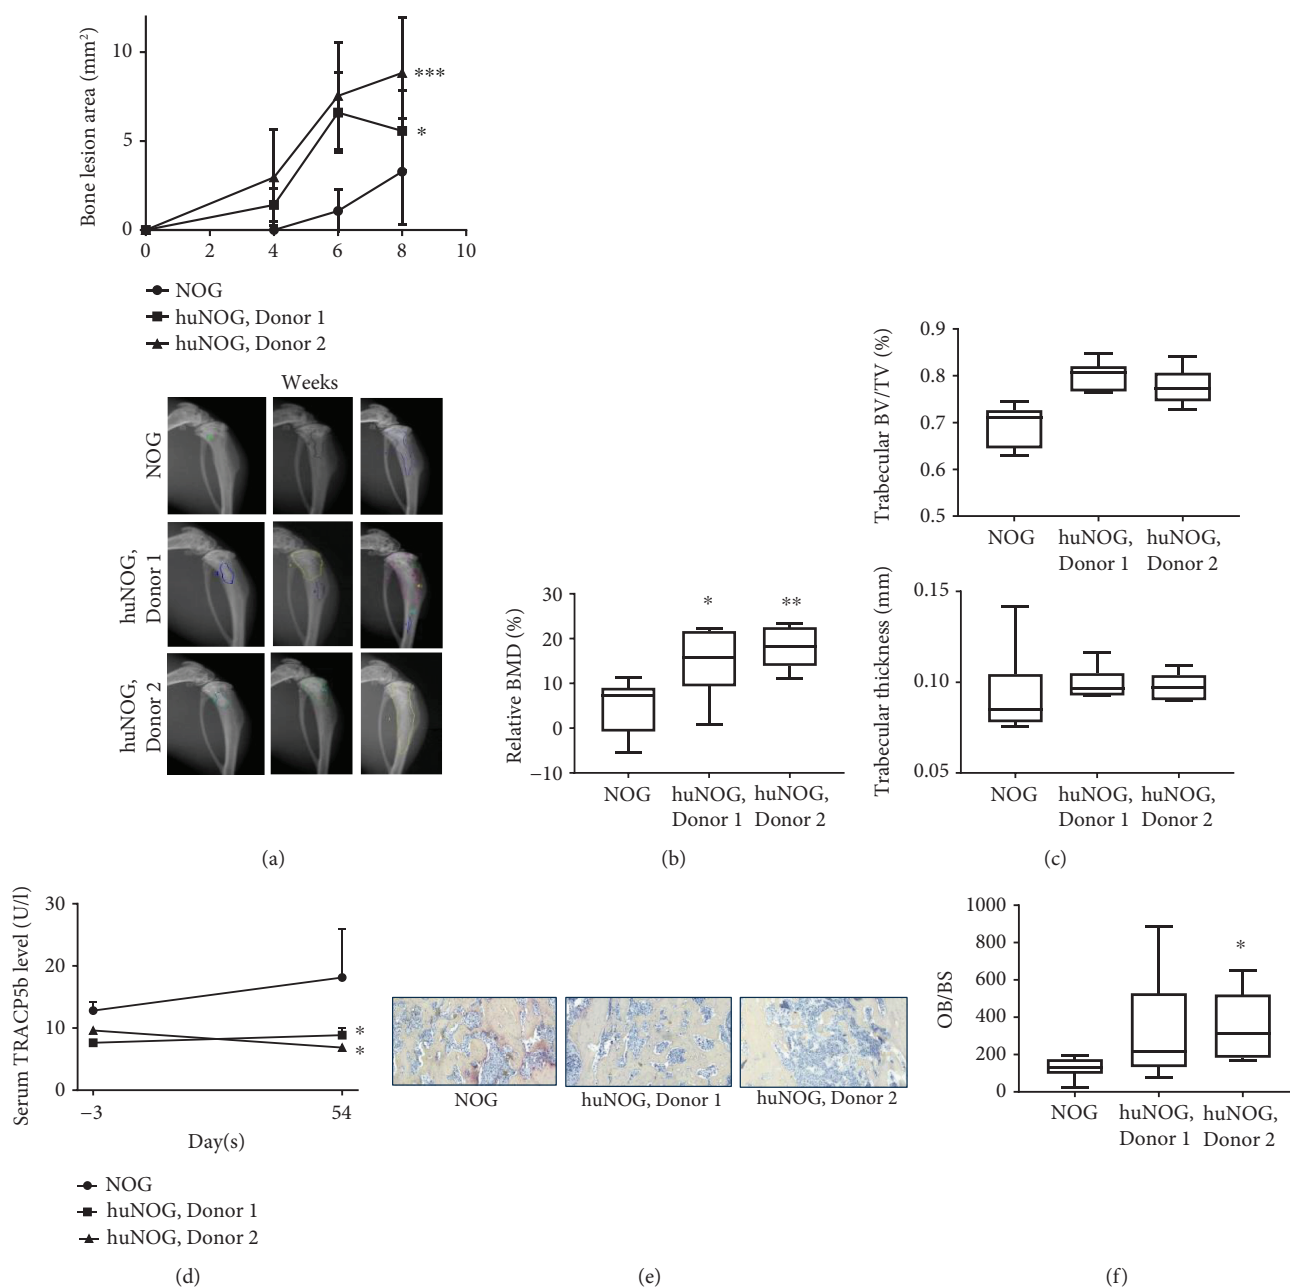 Bone lesion area (mm²)
10
5
0
0 2 4 6 8 10
***
*
NOG
huNOG, Donor 1
huNOG, Donor 2
Weeks
NOG
huNOG,
Donor 1
huNOG,
Donor 2
(a)
Relative BMD (%)
30
20
10
0
−10
* **
NOG huNOG, huNOG,
Donor 1 Donor 2
(b)
Trabecular BV/TV (%)
0.9
0.8
0.7
0.6
0.5
NOG huNOG, huNOG,
Donor 1 Donor 2
Trabecular thickness (mm)
0.15
0.10
0.05
NOG huNOG, huNOG,
Donor 1 Donor 2
(c)
Serum TRACP5b level (U/l)
30
20
10
0
*
*
−3 54
Day(s)
NOG
huNOG, Donor 1
huNOG, Donor 2
(d)
NOG huNOG, Donor 1 huNOG, Donor 2
(e)
OB/BS
1000
800
600
400
200
0
*
NOG huNOG, huNOG,
Donor 1 Donor 2
(f)